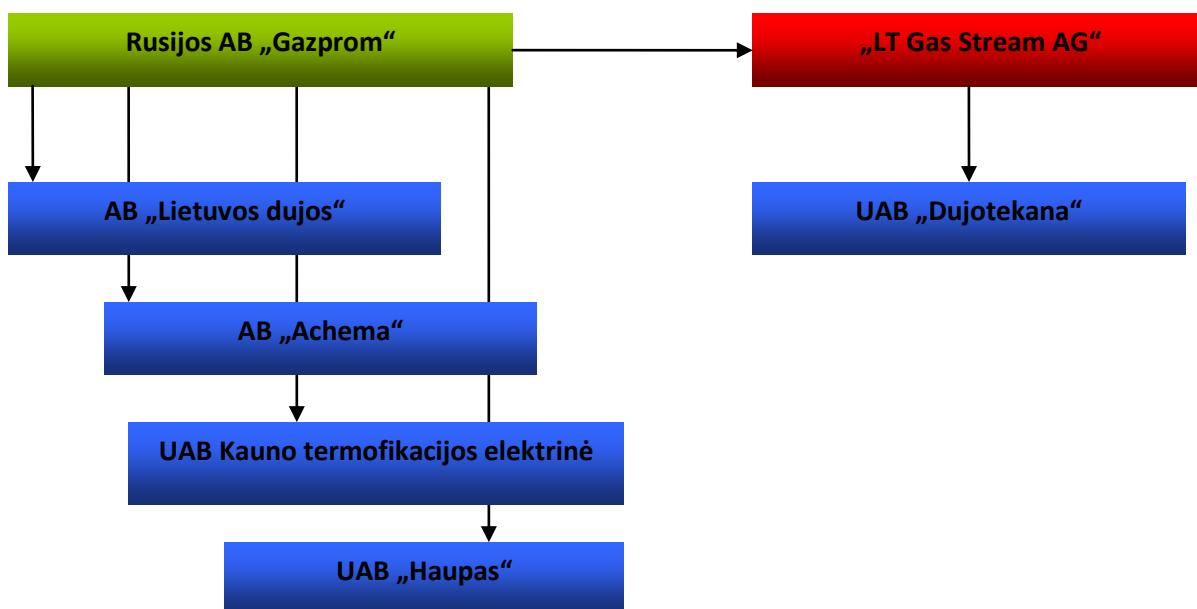 Rusijos AB „Gazprom“
„LT Gas Stream AG“
AB „Lietuvos dujos“
UAB „Dujotekana“
AB „Achema“
UAB Kauno termofikacijos elektrinė
UAB „Haupas“